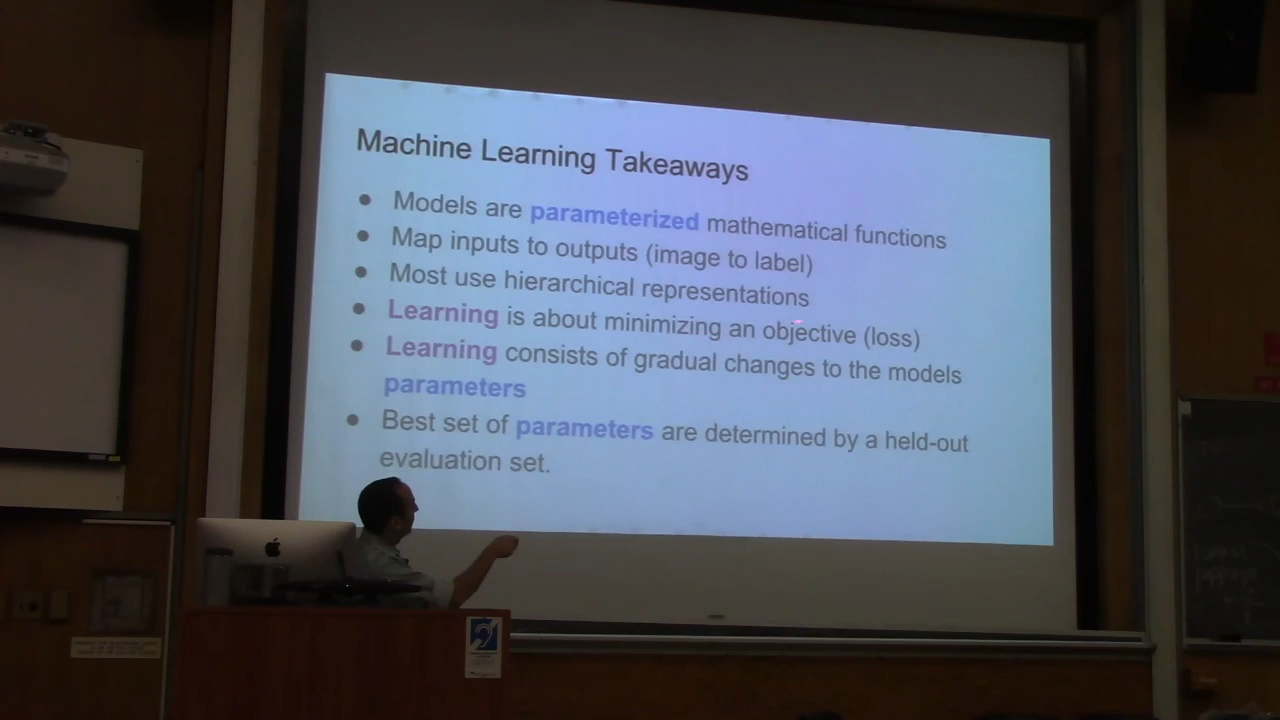 Machine Learning Takeaways
● Models are parameterized mathematical functions
● Map inputs to outputs (image to label)
● Most use hierarchical representations
● Learning is about minimizing an objective (loss)
● Learning consists of gradual changes to the models
parameters
● Best set of parameters are determined by a held-out
evaluation set.